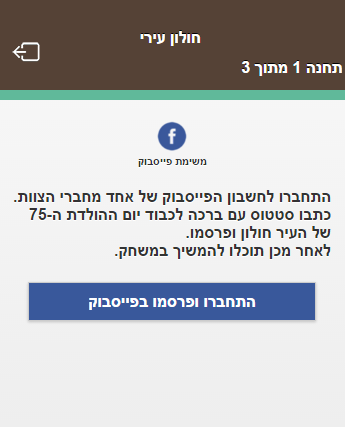 חולון עירי
תחנה 1 מתוך 3
משימת פייסבוק
התחברו לחשבון הפייסבוק של אחד מחברי הצוות.
כתבו סטטוס עם ברכה לכבוד יום ההולדת ה-75
של העיר חולון ופרסמו.
לאחר מכן תוכלו להמשיך במשחק.
התחברו ופרסמו בפייסבוק